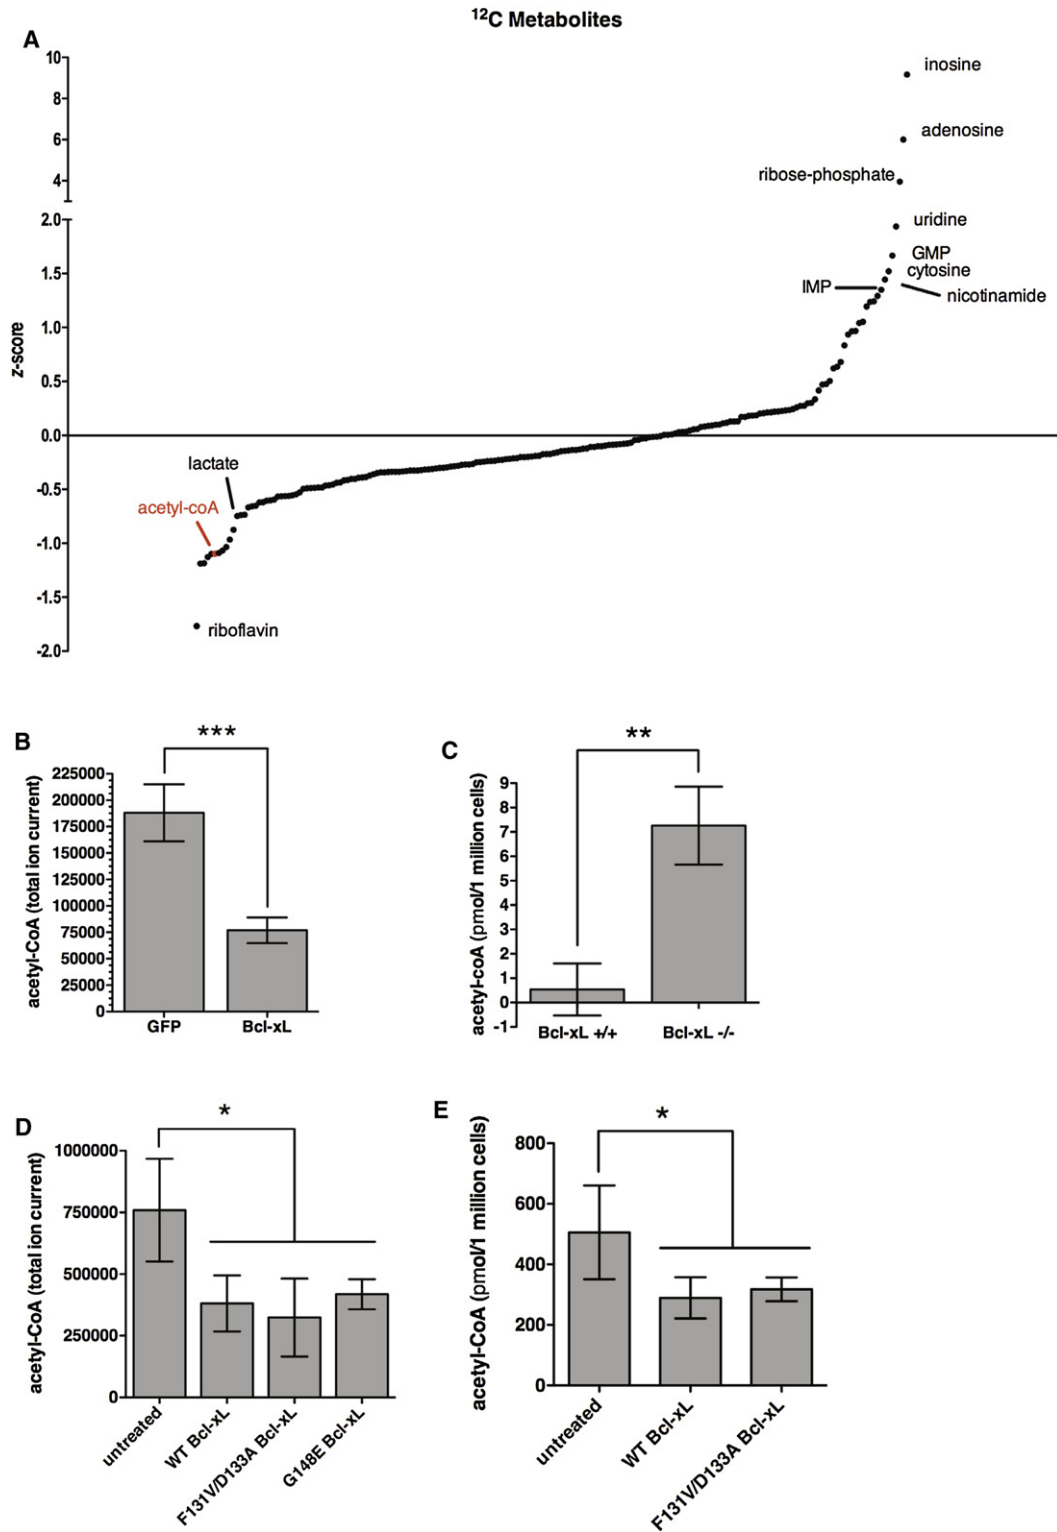 ¹²C Metabolites
A
10
8
6
4
2.0
1.5
1.0
0.5
0.0
-0.5
-1.0
-1.5
-2.0
z-score
inosine
adenosine
ribose-phosphate
uridine
GMP
cytosine
IMP
nicotinamide
lactate
acetyl-coA
riboflavin
B
***
acetyl-CoA (total ion current)
225000
200000
175000
150000
125000
100000
75000
50000
25000
0
GFP
Bcl-xL
C
**
acetyl-coA (pmol/1 million cells)
9
8
7
6
5
4
3
2
1
0
-1
Bcl-xL +/+
Bcl-xL -/-
D
*
acetyl-CoA (total ion current)
1000000
750000
500000
250000
0
untreated
WT Bcl-xL
F131V/D133A Bcl-xL
G148E Bcl-xL
E
*
acetyl-CoA (pmol/1 million cells)
800
600
400
200
0
untreated
WT Bcl-xL
F131V/D133A Bcl-xL